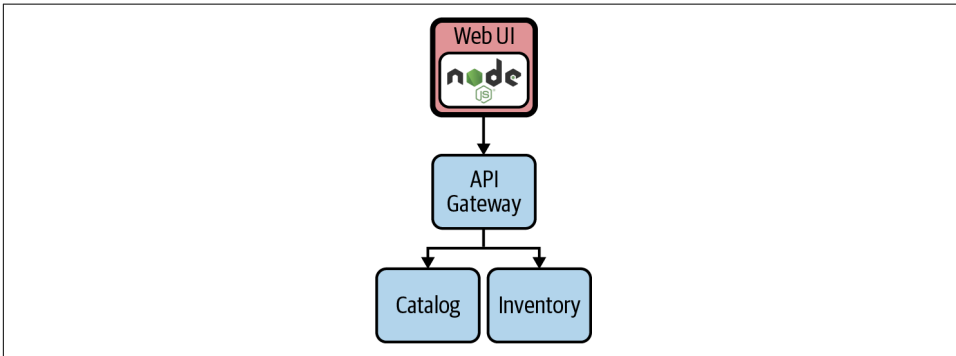 Web UI
node
JS
API
Gateway
Catalog
Inventory